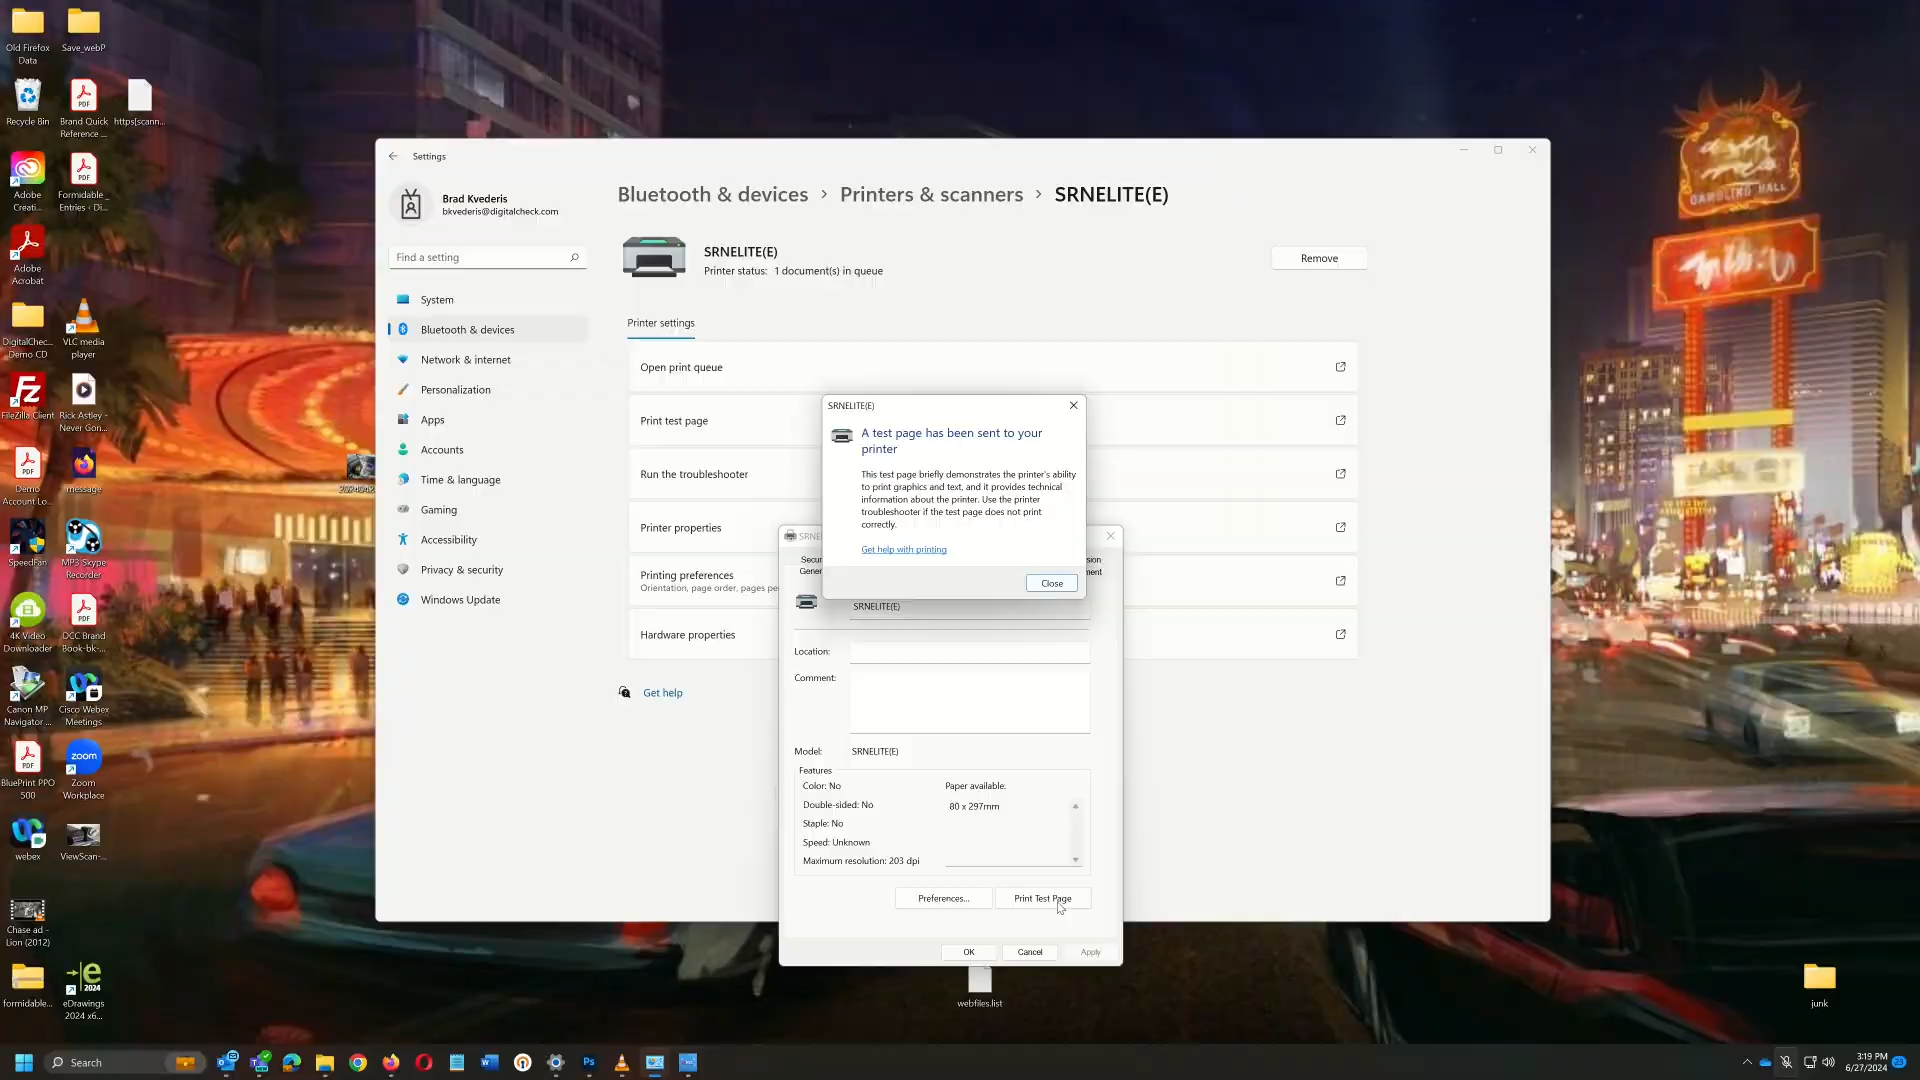 Old Firefox
Data
Save_webP
Recycle Bin
Brand Quick
Reference ...
https[scann...
Adobe
Creati...
Formidable_
Entries - Di...
Adobe
Acrobat
DigitalChec...
Demo CD
VLC media
player
FileZilla Client
Rick Astley -
Never Gon...
Demo
Account Lo...
message
SpeedFan
MP3 Skype
Recorder
4K Video
Downloader
DCC Brand
Book-bk-...
Canon MP
Navigator ...
Cisco Webex
Meetings
BluePrint PPO
500
Zoom
Workplace
webex
ViewScan-...
Chase ad -
Lion (2012)
formidable...
eDrawings
2024 x6...
Settings
Brad Kvederis
bkvederis@digitalcheck.com
Find a setting
System
Bluetooth & devices
Network & internet
Personalization
Apps
Accounts
Time & language
Gaming
Accessibility
Privacy & security
Windows Update
Bluetooth & devices › Printers & scanners › SRNELITE(E)
SRNELITE(E)
Printer status: 1 document(s) in queue
Remove
Printer settings
Open print queue
Print test page
Run the troubleshooter
Printer properties
Printing preferences
Orientation, page order, pages pe
Hardware properties
Get help
SRNELITE(E)
A test page has been sent to your
printer
This test page briefly demonstrates the printer's ability
to print graphics and text, and it provides technical
information about the printer. Use the printer
troubleshooter if the test page does not print
correctly.
Get help with printing
Close
SRNE
Secur
sion
Gener
ment
SRNELITE(E)
Location:
Comment:
Model: SRNELITE(E)
Features
Color: No
Paper available:
Double-sided: No
80 x 297mm
Staple: No
Speed: Unknown
Maximum resolution: 203 dpi
Preferences...
Print Test Page
OK
Cancel
Apply
webfiles.list
junk
GAMBLING HALL
Search
3:19 PM
6/27/2024
23